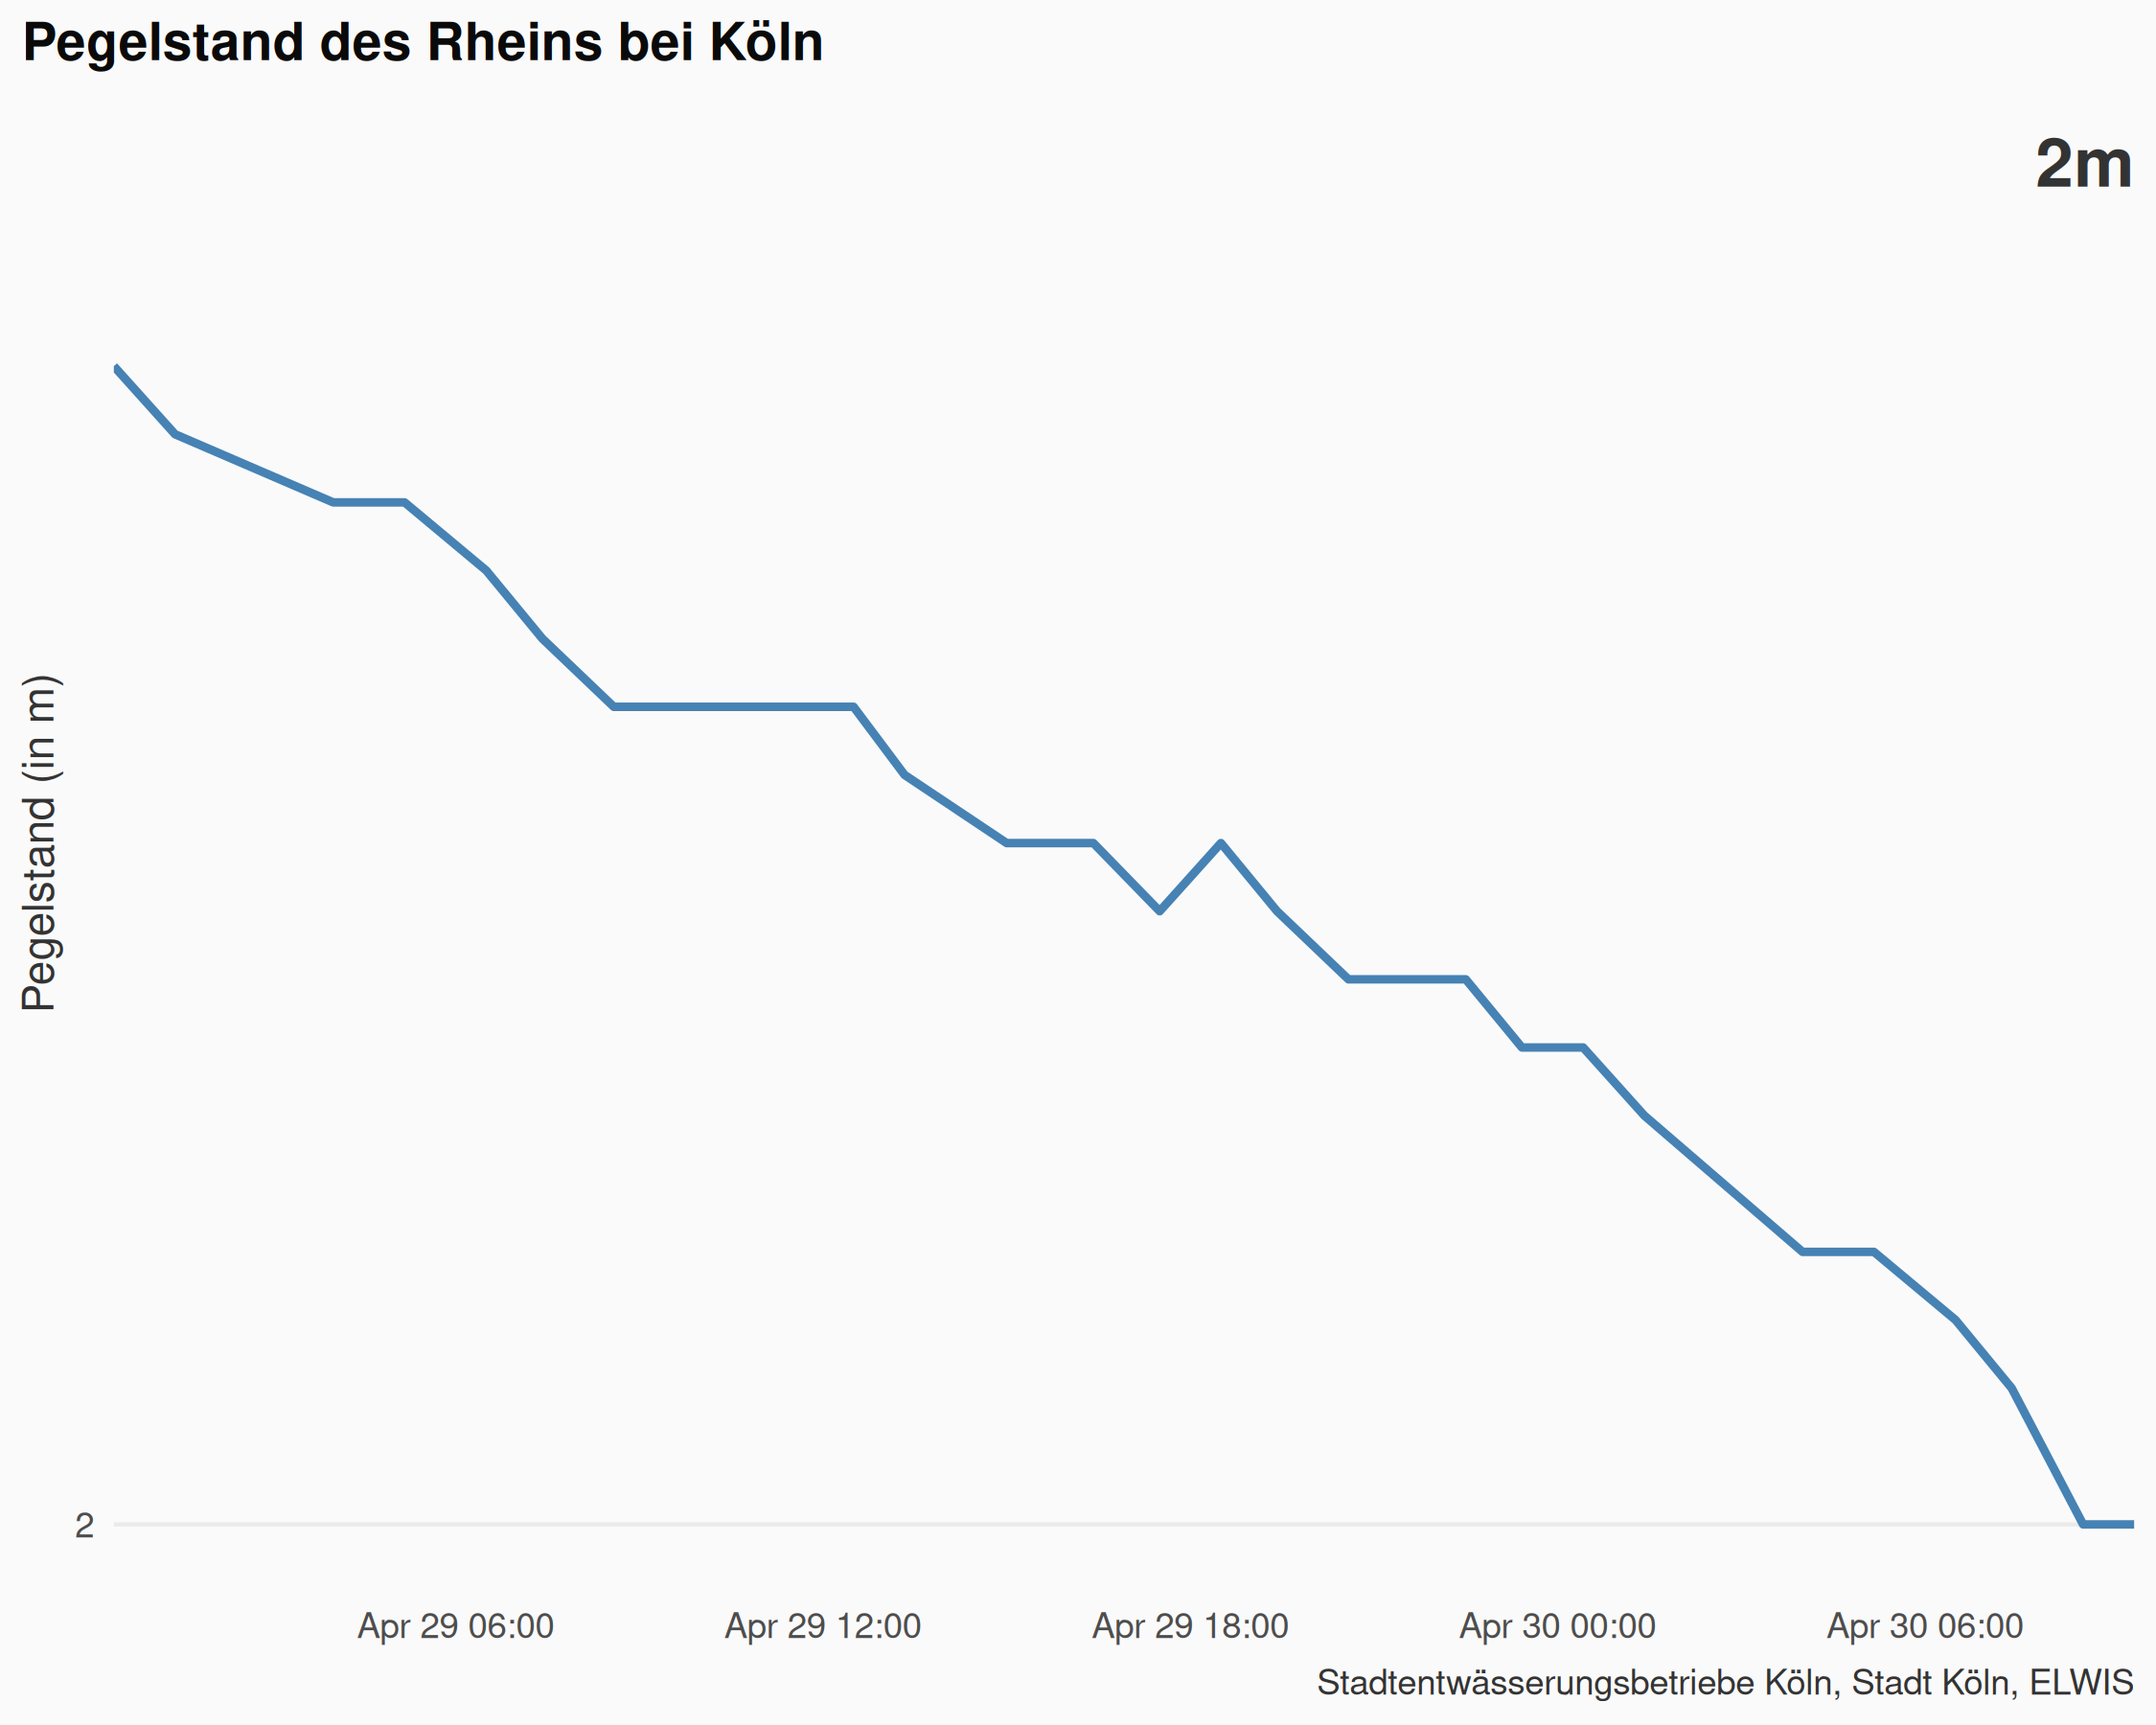 Pegelstand des Rheins bei Köln
2m
Pegelstand (in m)
2
Apr 29 06:00
Apr 29 12:00
Apr 29 18:00
Apr 30 00:00
Apr 30 06:00
Stadtentwässerungsbetriebe Köln, Stadt Köln, ELWIS